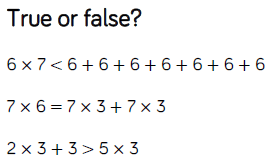 True or false?
6 × 7 < 6 + 6 + 6 + 6 + 6 + 6 + 6
7 × 6 = 7 × 3 + 7 × 3
2 × 3 + 3 > 5 × 3